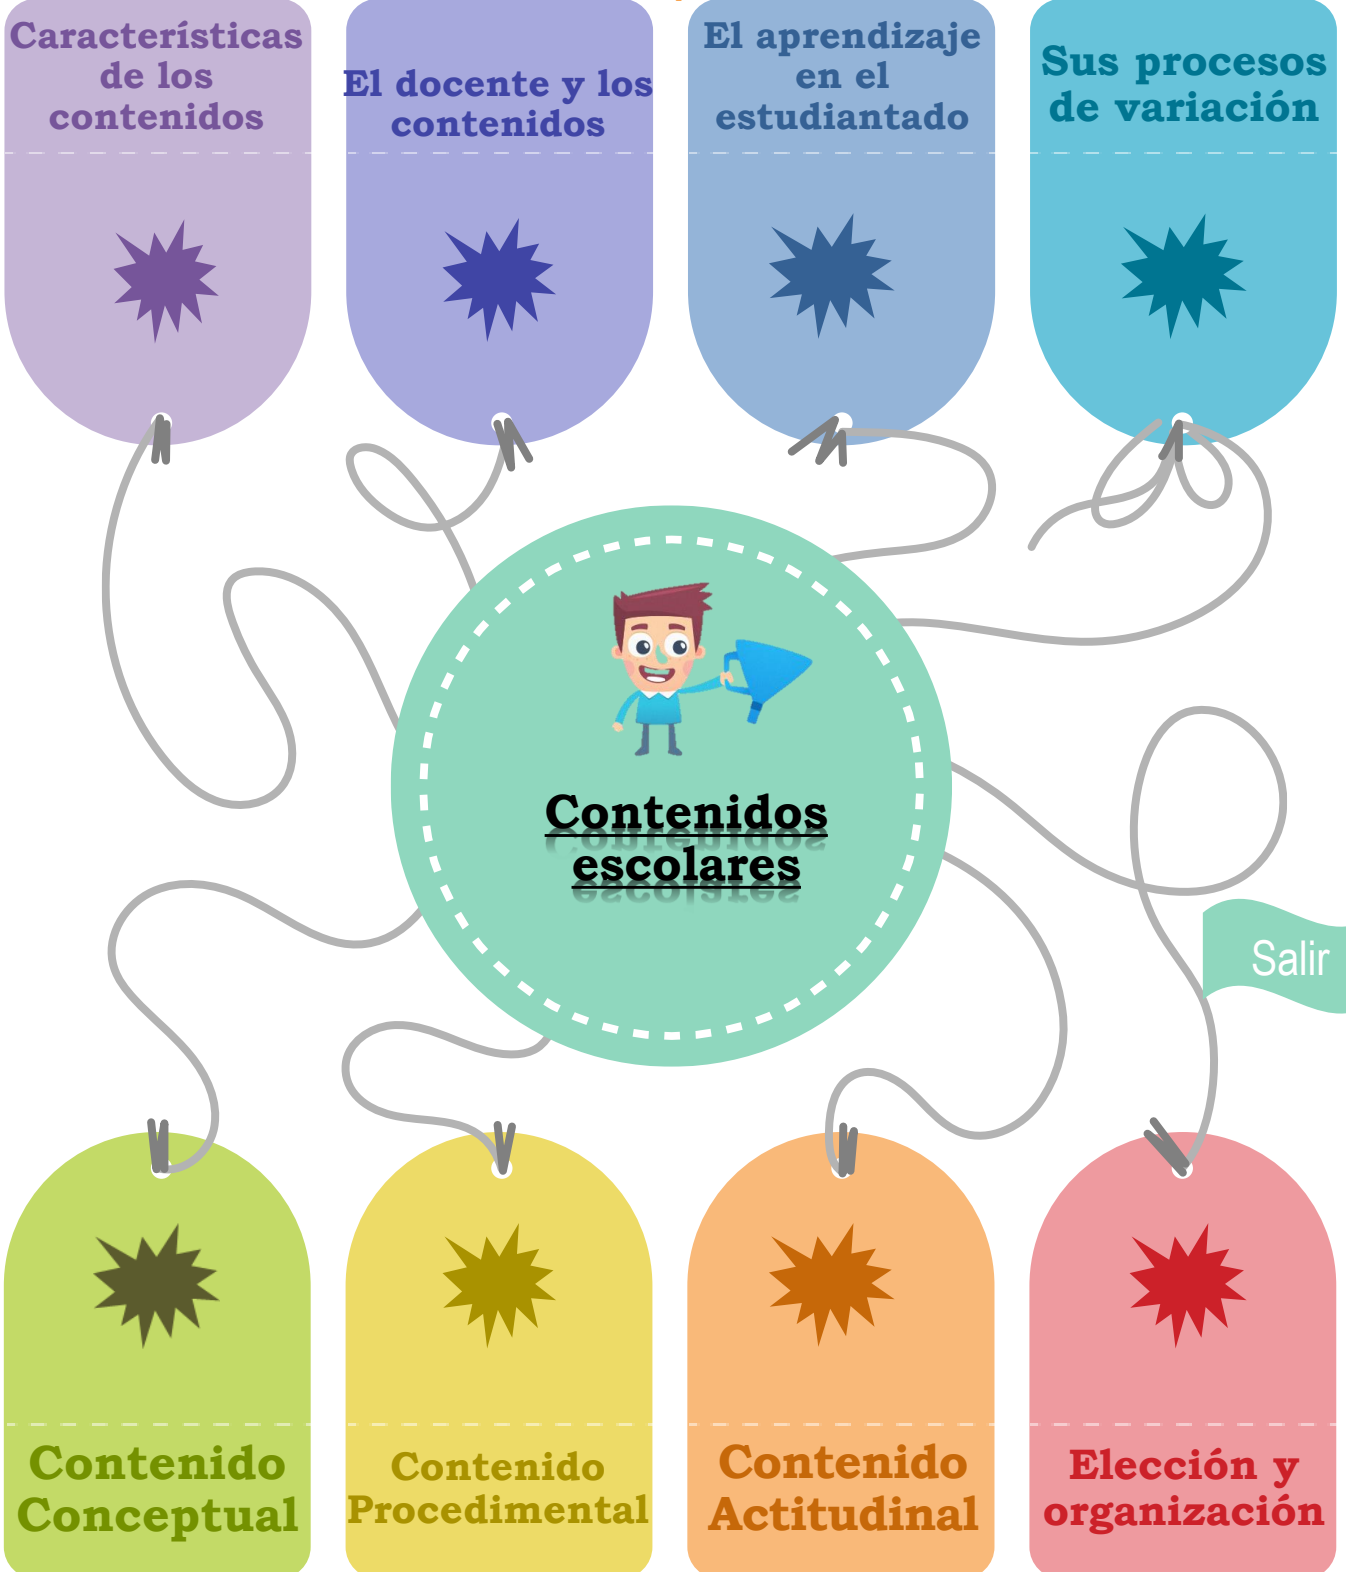 Características
de los
contenidos
El docente y los
contenidos
El aprendizaje
en el
estudiantado
Sus procesos
de variación
Contenidos
escolares
Salir
Contenido
Conceptual
Contenido
Procedimental
Contenido
Actitudinal
Elección y
organización